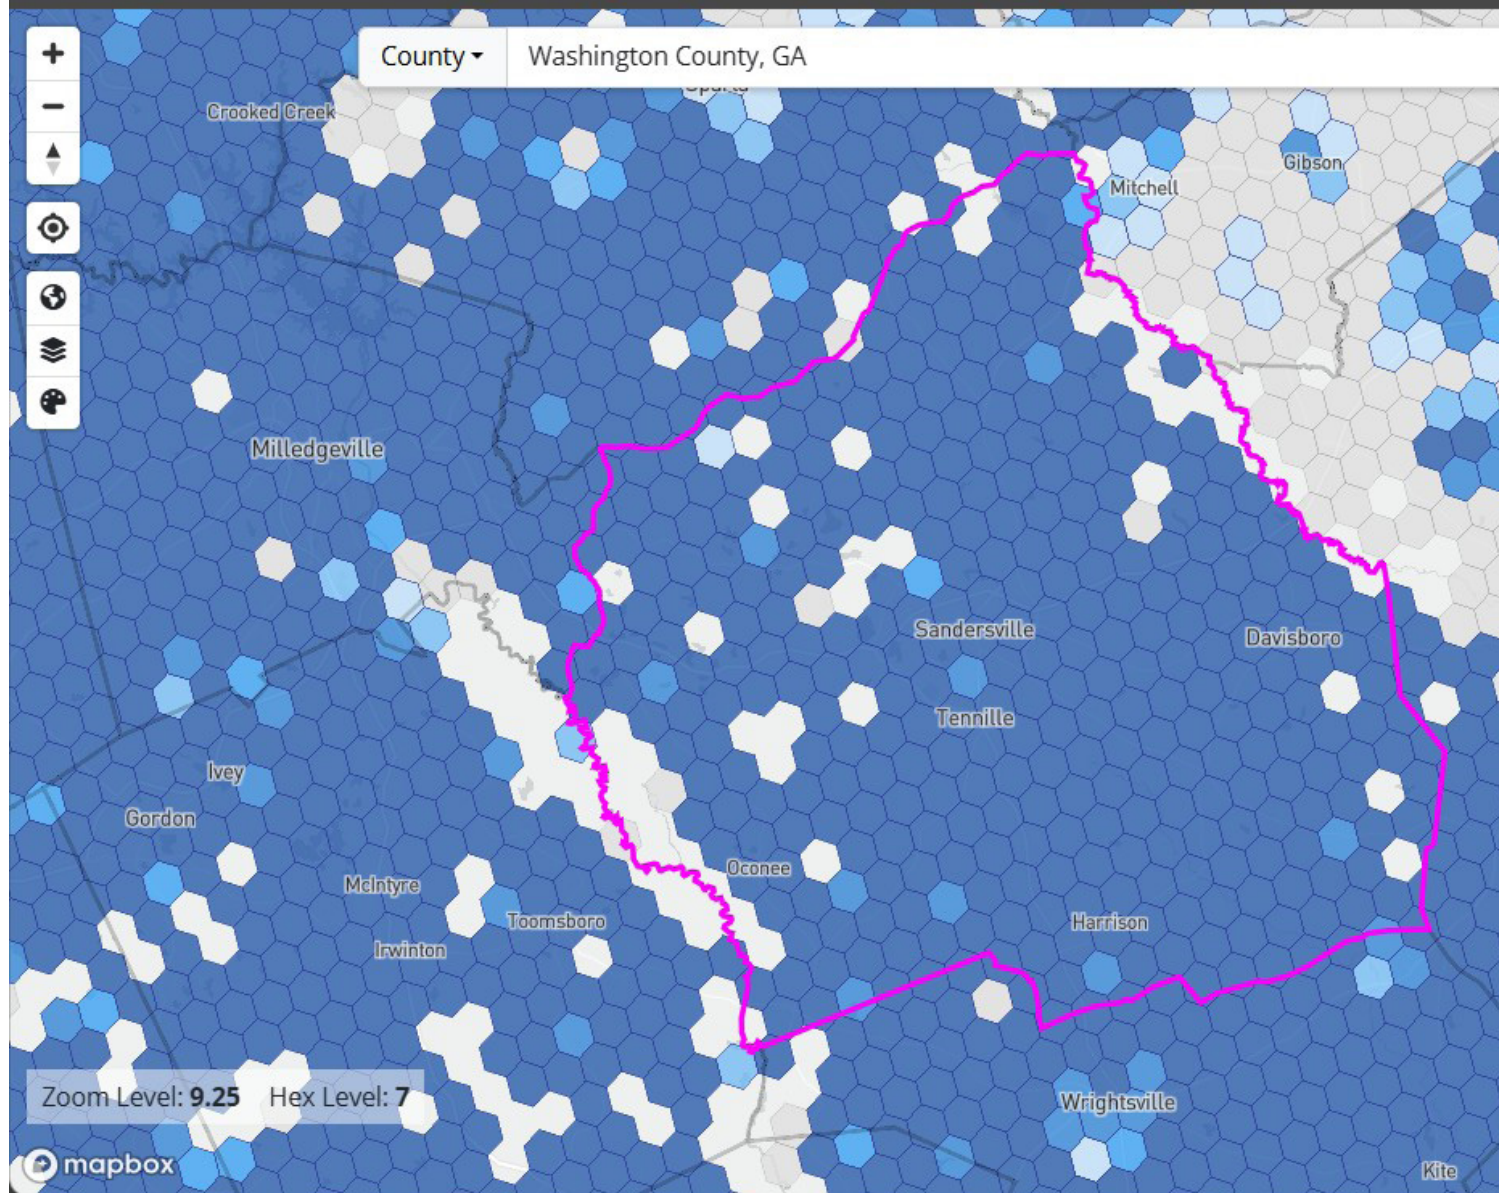 +
County
Washington County, GA
−
Sparta
Crooked Creek
Gibson
Mitchell
Milledgeville
Sandersville
Davisboro
Tennille
Ivey
Gordon
Oconee
McIntyre
Toomsboro
Harrison
Irwinton
Zoom Level: 9.25 Hex Level: 7
Wrightsville
mapbox
Kite